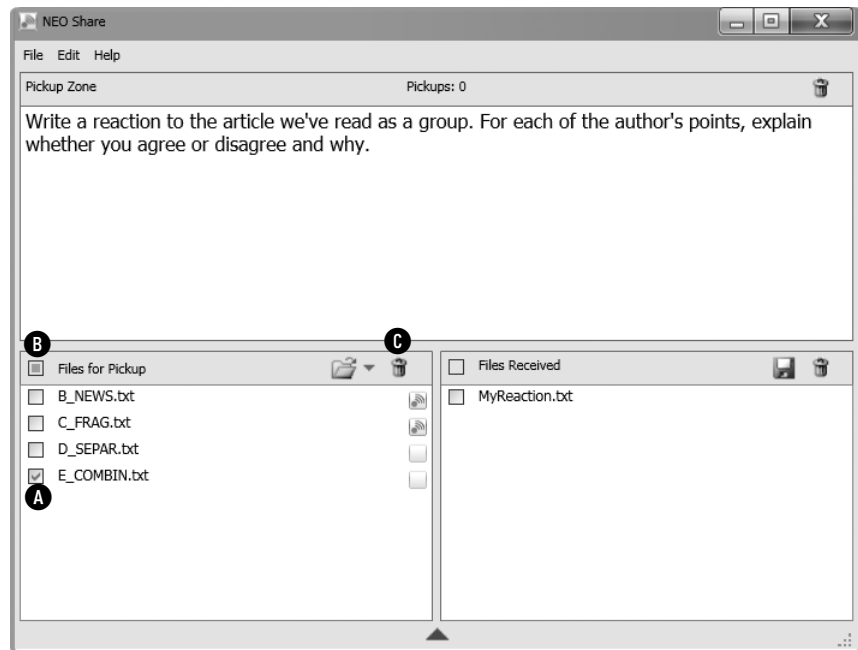 NEO Share
File Edit Help
Pickup Zone Pickups: 0
Write a reaction to the article we've read as a group. For each of the author's points, explain
whether you agree or disagree and why.
B C
Files for Pickup
B_NEWS.txt
C_FRAG.txt
D_SEPAR.txt
E_COMBIN.txt
A
Files Received
MyReaction.txt